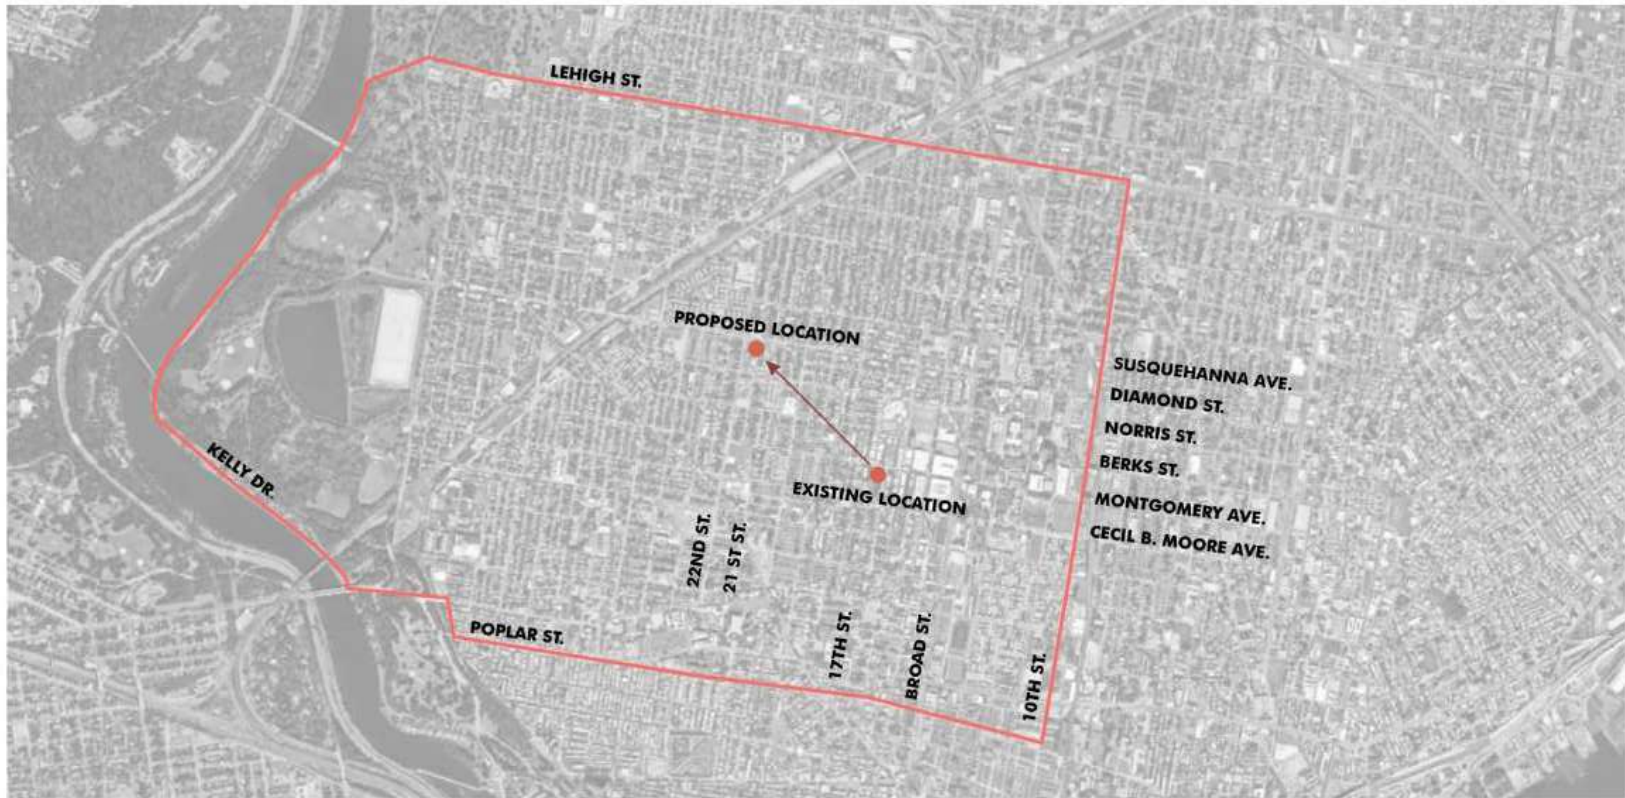 LEHIGH ST.
PROPOSED LOCATION
SUSQUEHANNA AVE.
DIAMOND ST.
NORRIS ST.
BERKS ST.
MONTGOMERY AVE.
CECIL B. MOORE AVE.
KELLY DR.
EXISTING LOCATION
22ND ST.
21 ST ST.
POPLAR ST.
17TH ST.
BROAD ST.
10TH ST.